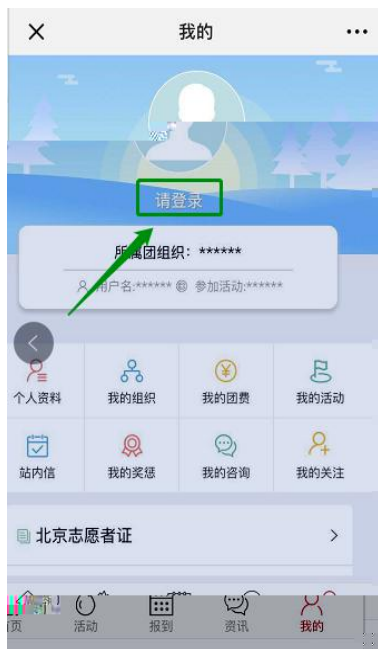 我的
请登录
所属团组织：******
用户名:****** 参加活动:******
个人资料 我的组织 我的团费 我的活动
站内信 我的奖惩 我的咨询 我的关注
北京志愿者证
页 活动 报到 资讯 我的